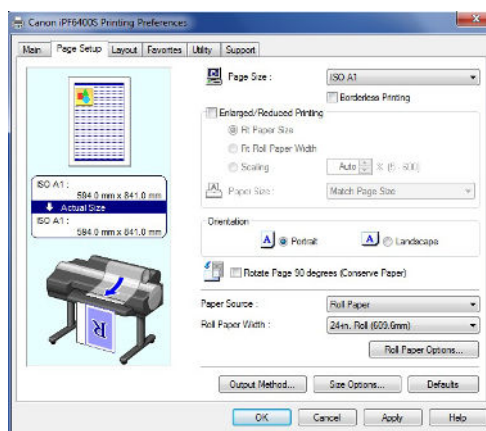 Canon iPF6400S Printing Preferences
Main Page Setup Layout Favorites Utility Support
Page Size : ISO A1
Borderless Printing
Enlarged/Reduced Printing
Fit Paper Size
Fit Roll Paper Width
Scaling Auto % (5 - 600)
Paper Size : Match Page Size
ISO A1 :
594.0 mm x 841.0 mm
Actual Size
ISO A1 :
594.0 mm x 841.0 mm
Orientation
A Portrait A Landscape
Rotate Page 90 degrees (Conserve Paper)
Paper Source : Roll Paper
Roll Paper Width : 24-in. Roll (609.6mm)
R
Roll Paper Options...
Output Method... Size Options... Defaults
OK Cancel Apply Help